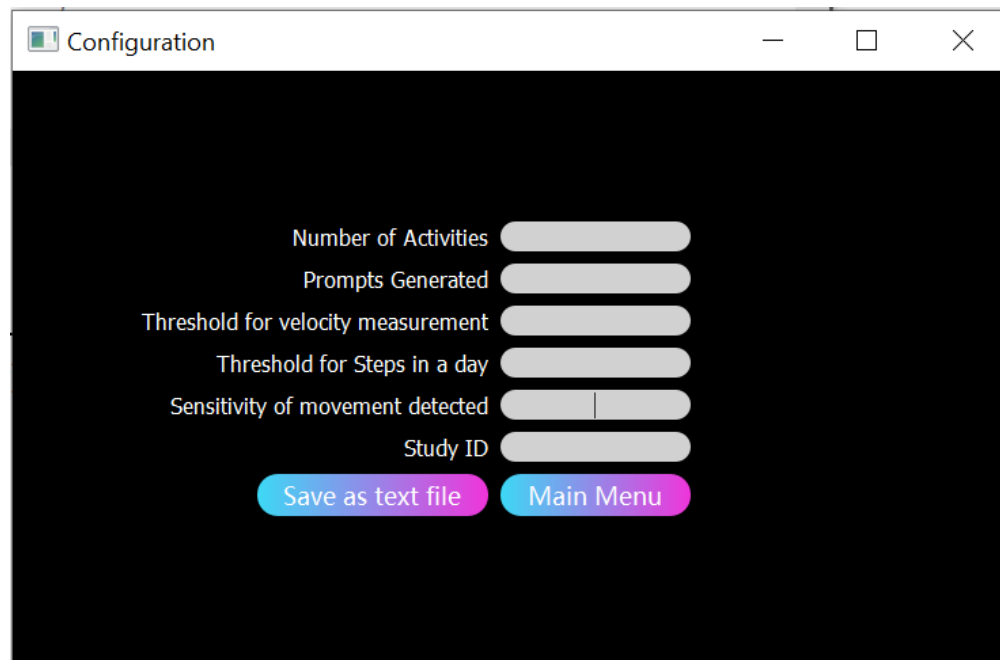 Configuration
Number of Activities
Prompts Generated
Threshold for velocity measurement
Threshold for Steps in a day
Sensitivity of movement detected
Study ID
Save as text file Main Menu